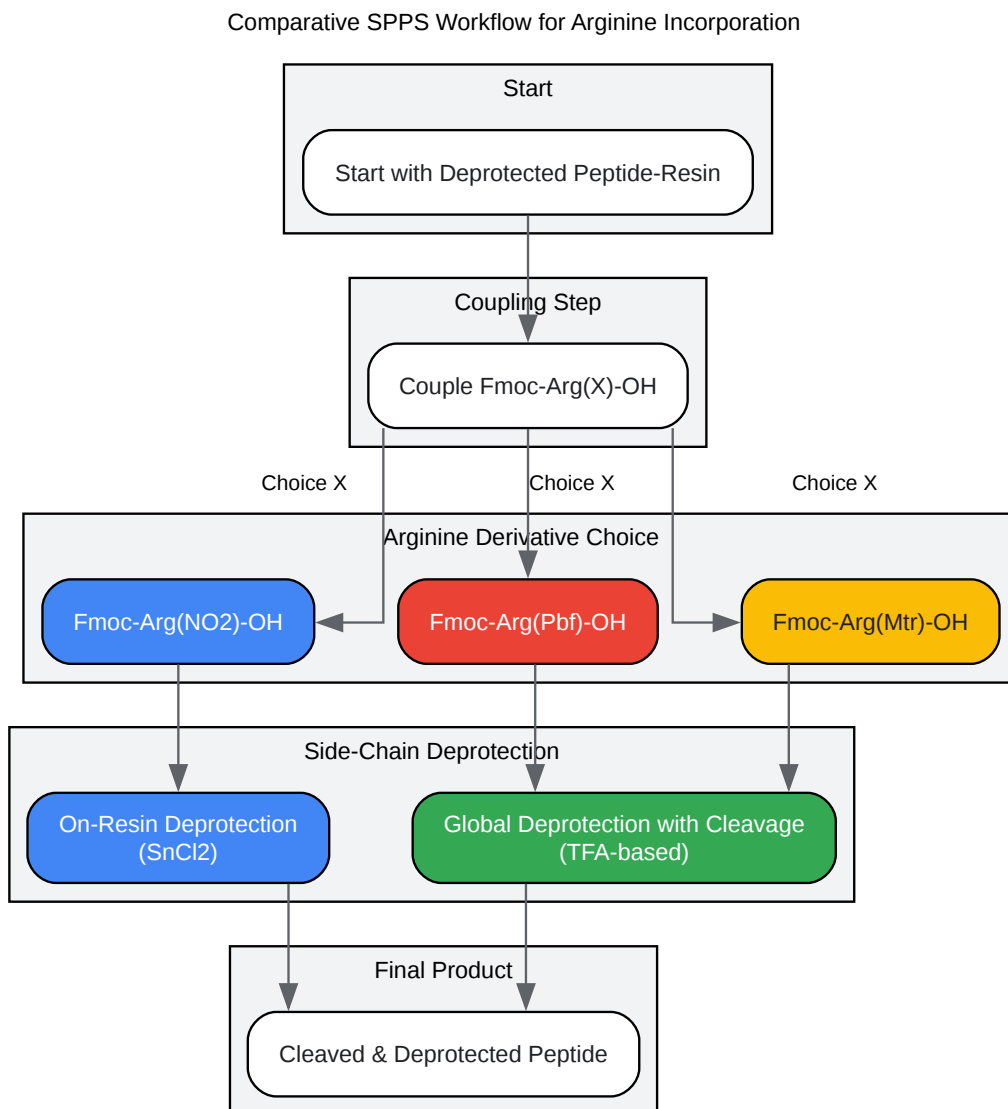 Comparative SPPS Workflow for Arginine Incorporation
Start
Start with Deprotected Peptide-Resin
Coupling Step
Couple Fmoc-Arg(X)-OH
Choice X
Choice X
Choice X
Arginine Derivative Choice
Fmoc-Arg(NO2)-OH
Fmoc-Arg(Pbf)-OH
Fmoc-Arg(Mtr)-OH
Side-Chain Deprotection
On-Resin Deprotection
(SnCl2)
Global Deprotection with Cleavage
(TFA-based)
Final Product
Cleaved & Deprotected Peptide